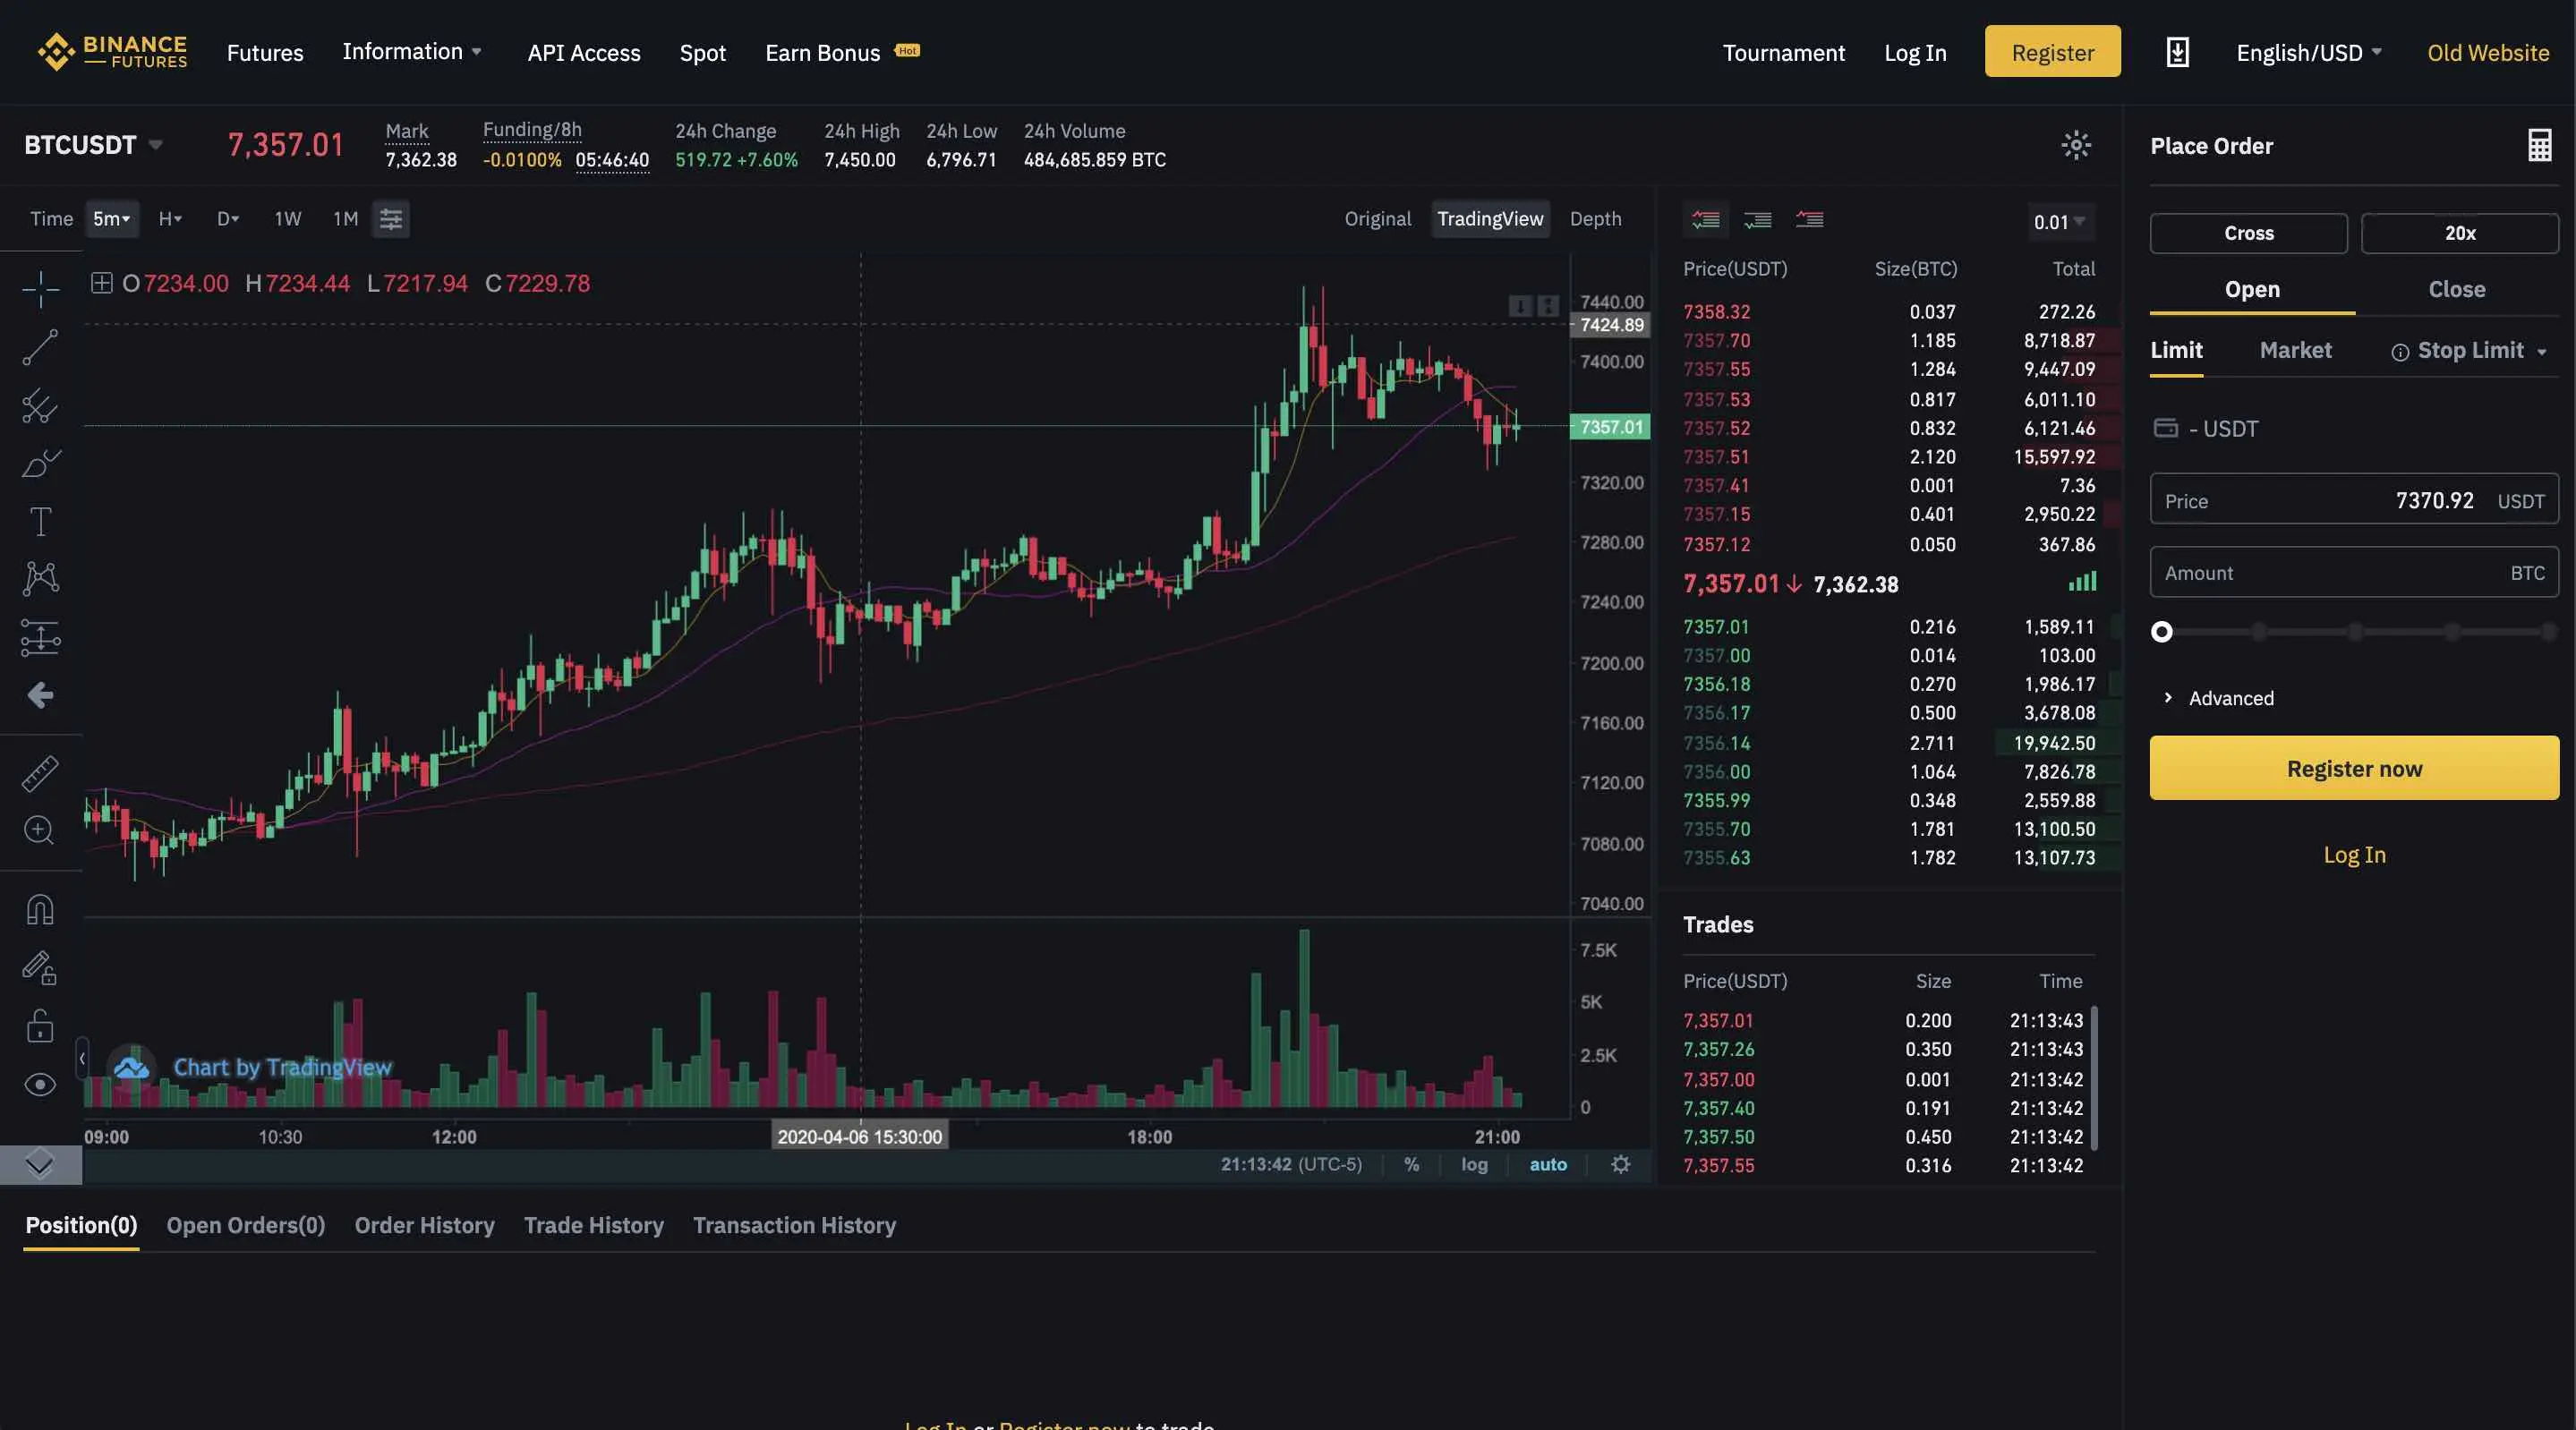 BINANCE FUTURES Futures Information API Access Spot Earn Bonus Hot Tournament Log In Register English/USD Old Website
BTCUSDT 7,357.01 Mark 7,362.38 Funding/8h -0.0100% 05:46:40 24h Change 519.72 +7.60% 24h High 7,450.00 24h Low 6,796.71 24h Volume 484,685.859 BTC
Time 5m H D 1W 1M Original TradingView Depth
O7234.00 H7234.44 L7217.94 C7229.78
7440.00
7424.89
7400.00
7357.01
7320.00
7280.00
7240.00
7200.00
7160.00
7120.00
7080.00
7040.00
7.5K
5K
2.5K
0
Chart by TradingView
09:00 10:30 12:00 2020-04-06 15:30:00 18:00 21:00
21:13:42 (UTC-5) % log auto
0.01
Price(USDT) Size(BTC) Total
7358.32 0.037 272.26
7357.70 1.185 8,718.87
7357.55 1.284 9,447.09
7357.53 0.817 6,011.10
7357.52 0.832 6,121.46
7357.51 2.120 15,597.92
7357.41 0.001 7.36
7357.15 0.401 2,950.22
7357.12 0.050 367.86
7,357.01↓ 7,362.38
7357.01 0.216 1,589.11
7357.00 0.014 103.00
7356.18 0.270 1,986.17
7356.17 0.500 3,678.08
7356.14 2.711 19,942.50
7356.00 1.064 7,826.78
7355.99 0.348 2,559.88
7355.70 1.781 13,100.50
7355.63 1.782 13,107.73
Trades
Price(USDT) Size Time
7,357.01 0.200 21:13:43
7,357.26 0.350 21:13:43
7,357.00 0.001 21:13:42
7,357.40 0.191 21:13:42
7,357.50 0.450 21:13:42
7,357.55 0.316 21:13:42
Place Order
Cross 20x
Open Close
Limit Market Stop Limit
- USDT
Price 7370.92 USDT
Amount BTC
Advanced
Register now
Log In
Position(0) Open Orders(0) Order History Trade History Transaction History
Log In or Register now to trade